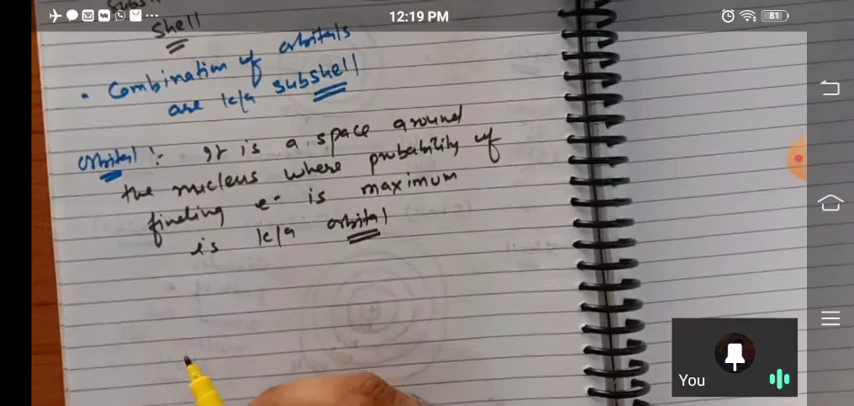 12:19 PM
81
shell
• Combination of orbitals
are k/a subshell
orbital :- It is a space around
the nucleus where probability of
finding e- is maximum
is k/a orbital
You